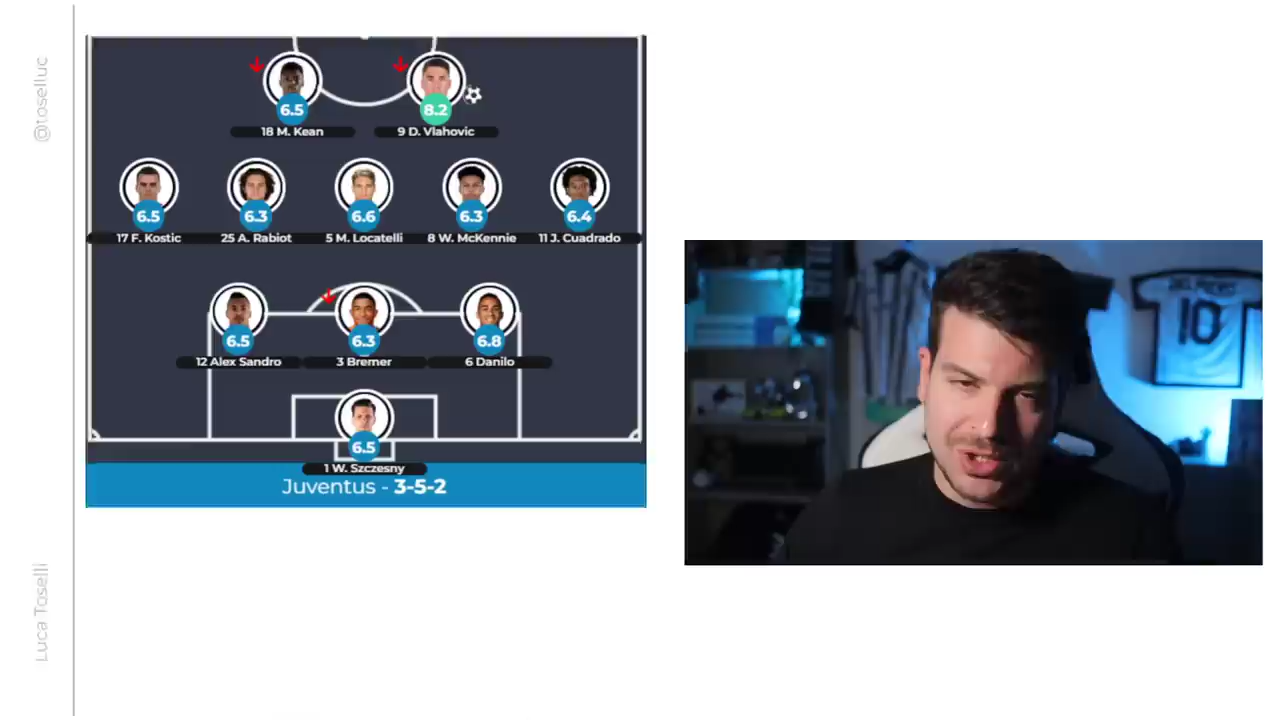 @toselluc
Luca Toselli
6.5
18 M. Kean
8.2
9 D. Vlahovic
6.5
17 F. Kostic
6.3
25 A. Rabiot
6.6
5 M. Locatelli
6.3
8 W. McKennie
6.4
11 J. Cuadrado
6.5
12 Alex Sandro
6.3
3 Bremer
6.8
6 Danilo
6.5
1 W. Szczesny
Juventus - 3-5-2
10